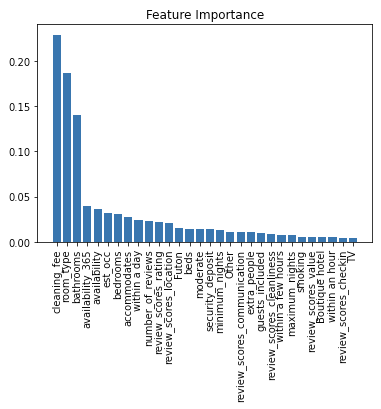 Feature Importance
0.20
0.15
0.10
0.05
0.00
cleaning_fee
room_type
bathrooms
availability_365
availability
est_occ
bedrooms
accommodates
within a day
number_of_reviews
review_scores_rating
review_scores_location
Futon
beds
moderate
security_deposit
minimum_nights
Other
review_scores_communication
extra_people
guests_included
review_scores_cleanliness
within a few hours
maximum_nights
smoking
review_scores_value
Boutique hotel
within an hour
review_scores_checkin
TV